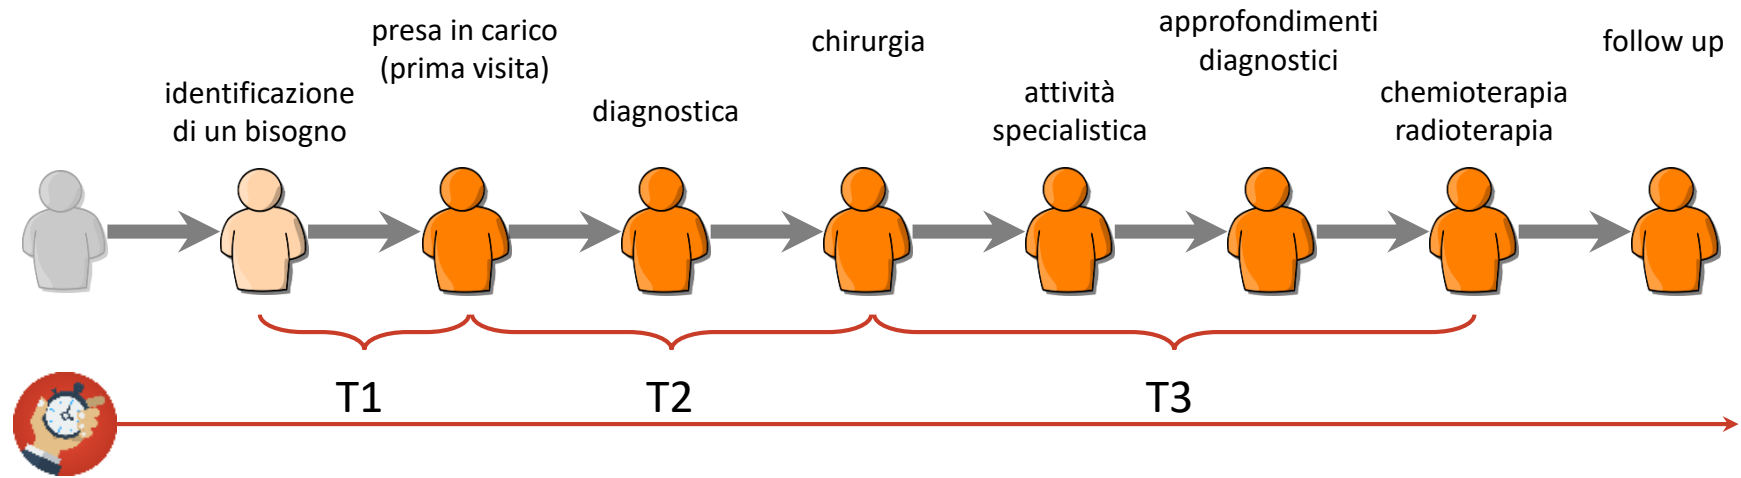 identificazione
di un bisogno
presa in carico
(prima visita)
diagnostica
chirurgia
attività
specialistica
approfondimenti
diagnostici
chemioterapia
radioterapia
follow up
T1
T2
T3